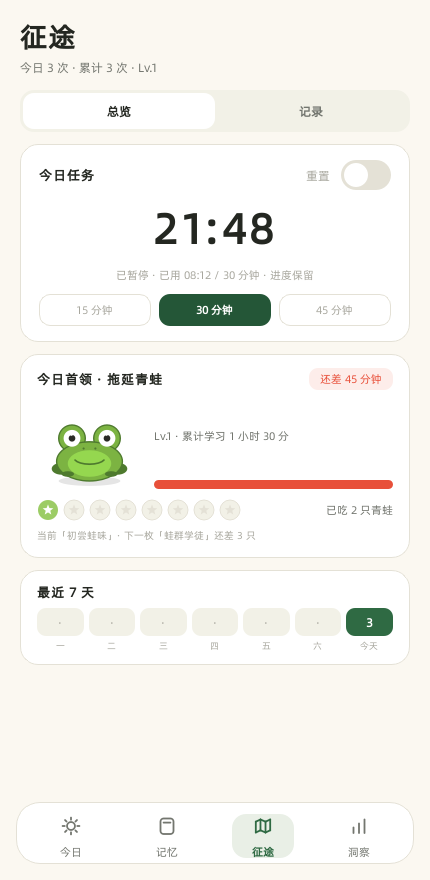 征途
今日 3 次 · 累计 3 次 · Lv.1
总览 记录
今日任务 重置
21:48
已暂停 · 已用 08:12 / 30 分钟 · 进度保留
15 分钟 30 分钟 45 分钟
今日首领 · 拖延青蛙 还差 45 分钟
Lv.1 · 累计学习 1 小时 30 分
已吃 2 只青蛙
当前「初尝蛙味」· 下一枚「蛙群学徒」还差 3 只
最近 7 天
· · · · · · 3
一 二 三 四 五 六 今天
今日 记忆 征途 洞察